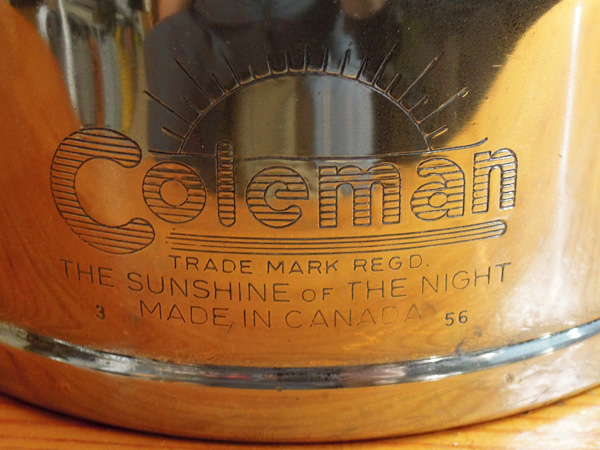 Coleman
TRADE MARK REGD.
THE SUNSHINE OF THE NIGHT
3 MADE IN CANADA 56